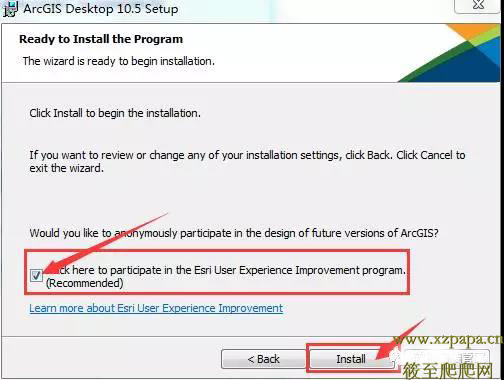 ArcGIS Desktop 10.5 Setup
Ready to Install the Program
The wizard is ready to begin installation.
Click Install to begin the installation.
If you want to review or change any of your installation settings, click Back. Click Cancel to
exit the wizard.
Would you like to anonymously participate in the design of future versions of ArcGIS?
here to participate in the Esri User Experience Improvement program.
(Recommended)
Learn more about Esri User Experience Improvement
< Back
Install
www.xzpapa.cn
筱至爬爬网